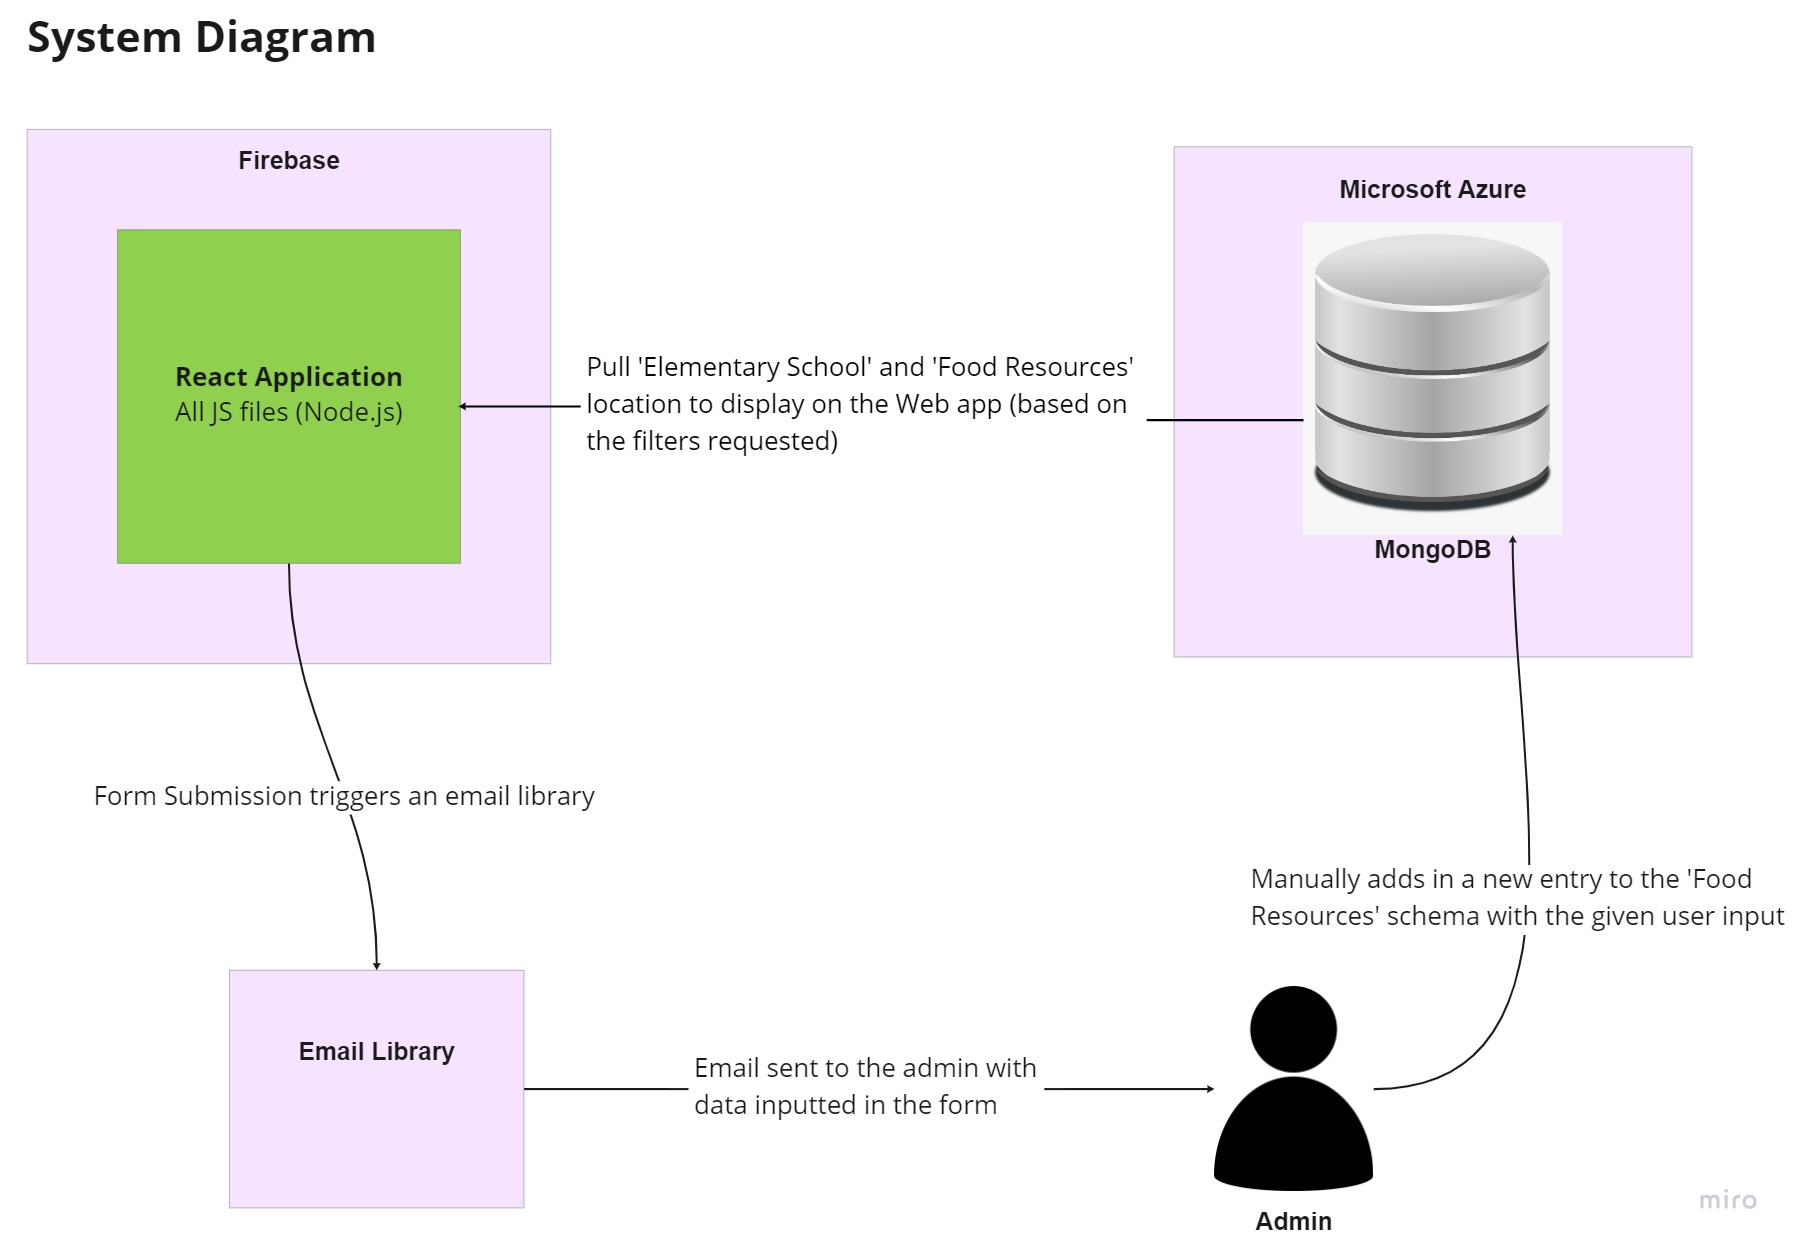 System Diagram
Firebase
React Application
All JS files (Node.js)
Pull 'Elementary School' and 'Food Resources'
location to display on the Web app (based on
the filters requested)
Microsoft Azure
MongoDB
Form Submission triggers an email library
Email Library
Email sent to the admin with
data inputted in the form
Manually adds in a new entry to the 'Food
Resources' schema with the given user input
Admin
miro